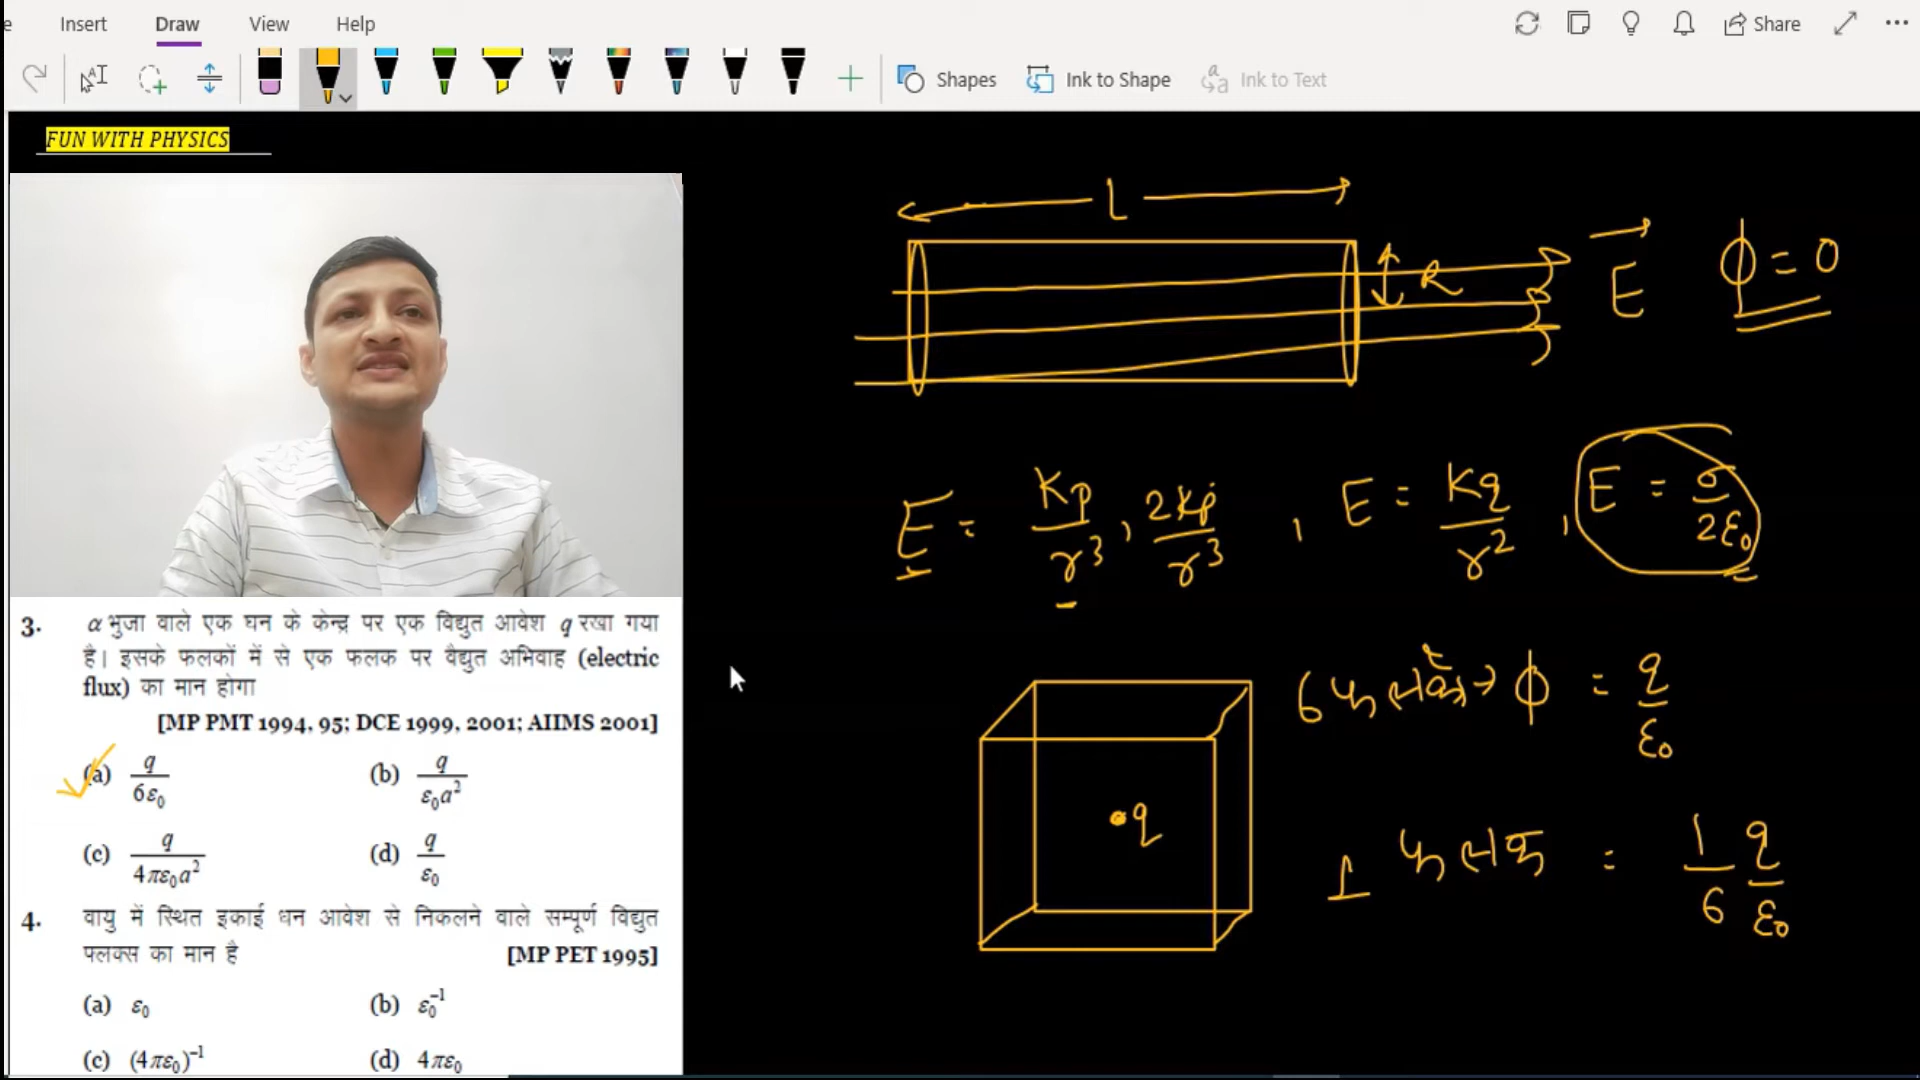 Insert Draw View Help
Share
Shapes Ink to Shape Ink to Text
FUN WITH PHYSICS
3. α भुजा वाले एक घन के केन्द्र पर एक विद्युत आवेश q रखा गया
है। इसके फलकों में से एक फलक पर वैद्युत अभिवाह (electric
flux) का मान होगा
[MP PMT 1994, 95; DCE 1999, 2001; AIIMS 2001]
(a) q/6ε₀ (b) q/ε₀a²
(c) q/4πε₀a² (d) q/ε₀
4. वायु में स्थित इकाई धन आवेश से निकलने वाले सम्पूर्ण विद्युत
फ्लक्स का मान है [MP PET 1995]
(a) ε₀ (b) ε₀⁻¹
(c) (4πε₀)⁻¹ (d) 4πε₀
L
R
E ϕ = 0
E = Kp/r³, 2Kp/r³, E = Kq/r², E = σ/2ε₀
6 → ϕ = q/ε₀
q
1 फलक = 1/6 q/ε₀